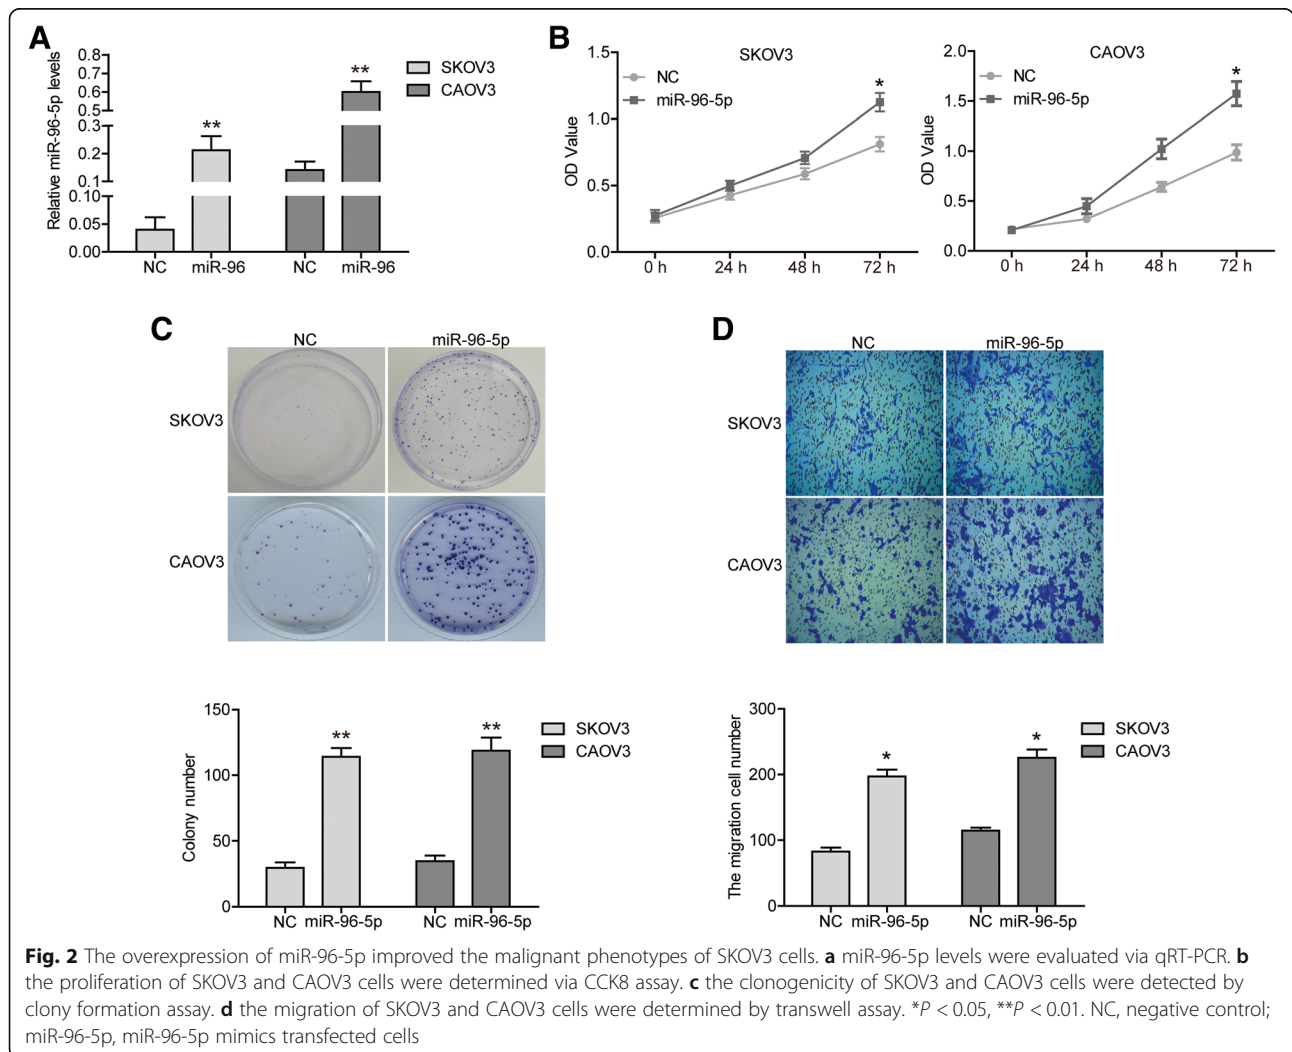 A
Relative miR-96-5p levels
0.8
0.7
0.6
0.5
0.3
0.2
0.1
0.10
0.05
0.00
**
**
NC
miR-96
NC
miR-96
SKOV3
CAOV3
B
SKOV3
OD Value
1.5
1.0
0.5
0.0
NC
miR-96-5p
*
0 h
24 h
48 h
72 h
CAOV3
OD Value
2.0
1.5
1.0
0.5
0.0
NC
miR-96-5p
*
0 h
24 h
48 h
72 h
C
NC
miR-96-5p
SKOV3
CAOV3
Colony number
150
100
50
0
**
**
NC
miR-96-5p
NC
miR-96-5p
SKOV3
CAOV3
D
NC
miR-96-5p
SKOV3
CAOV3
The migration cell number
300
200
100
0
*
*
NC
miR-96-5p
NC
miR-96-5p
SKOV3
CAOV3
Fig. 2 The overexpression of miR-96-5p improved the malignant phenotypes of SKOV3 cells. a miR-96-5p levels were evaluated via qRT-PCR. b
the proliferation of SKOV3 and CAOV3 cells were determined via CCK8 assay. c the clonogenicity of SKOV3 and CAOV3 cells were detected by
clony formation assay. d the migration of SKOV3 and CAOV3 cells were determined by transwell assay. *P < 0.05, **P < 0.01. NC, negative control;
miR-96-5p, miR-96-5p mimics transfected cells